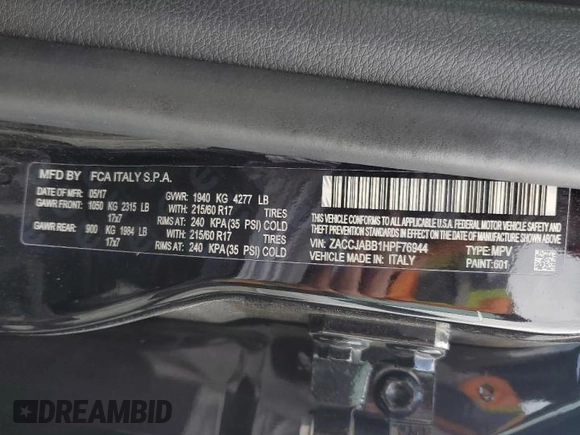 MFD BY FCA ITALY S.P.A.
DATE OF MFR: 05/17 GVWR: 1940 KG 4277 LB
GAWR FRONT: 1050 KG 2315 LB WITH: 215/60 R17 TIRES
17x7 RIMS AT: 240 KPA(35 PSI) COLD
GAWR REAR: 900 KG 1984 LB WITH: 215/60 R17 TIRES
17x7 RIMS AT: 240 KPA(35 PSI) COLD
THIS VEHICLE CONFORMS TO ALL APPLICABLE U.S.A.
FEDERAL MOTOR VEHICLE SAFETY, BUMPER, AND
THEFT PREVENTION STANDARDS IN EFFECT ON THE
DATE OF MANUFACTURE SHOWN ABOVE.
VIN: ZACCJABB1HPF76944 TYPE: MPV
VEHICLE MADE IN: ITALY PAINT: 601
DREAMBID